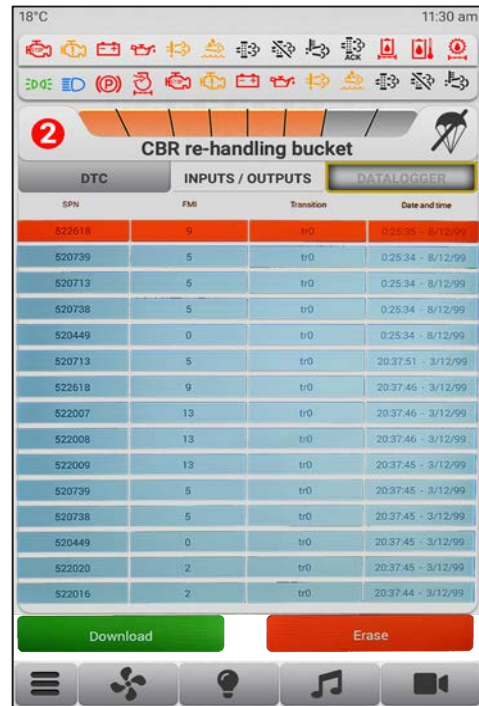 18°C 11:30 am
STOP
ACK
(P)
STOP
2
CBR re-handling bucket
DTC INPUTS / OUTPUTS DATALOGGER
SPN FMI Transition Date and time
522618 9 tr0 0:25:35 - 8/12/99
520739 5 tr0 0:25:34 - 8/12/99
520713 5 tr0 0:25:34 - 8/12/99
520738 5 tr0 0:25:34 - 8/12/99
520449 0 tr0 0:25:34 - 8/12/99
520713 5 tr0 20:37:51 - 3/12/99
522618 9 tr0 20:37:46 - 3/12/99
522007 13 tr0 20:37:46 - 3/12/99
522008 13 tr0 20:37:46 - 3/12/99
522009 13 tr0 20:37:45 - 3/12/99
520739 5 tr0 20:37:45 - 3/12/99
520738 5 tr0 20:37:45 - 3/12/99
520449 0 tr0 20:37:45 - 3/12/99
522020 2 tr0 20:37:45 - 3/12/99
522016 2 tr0 20:37:44 - 3/12/99
Download Erase